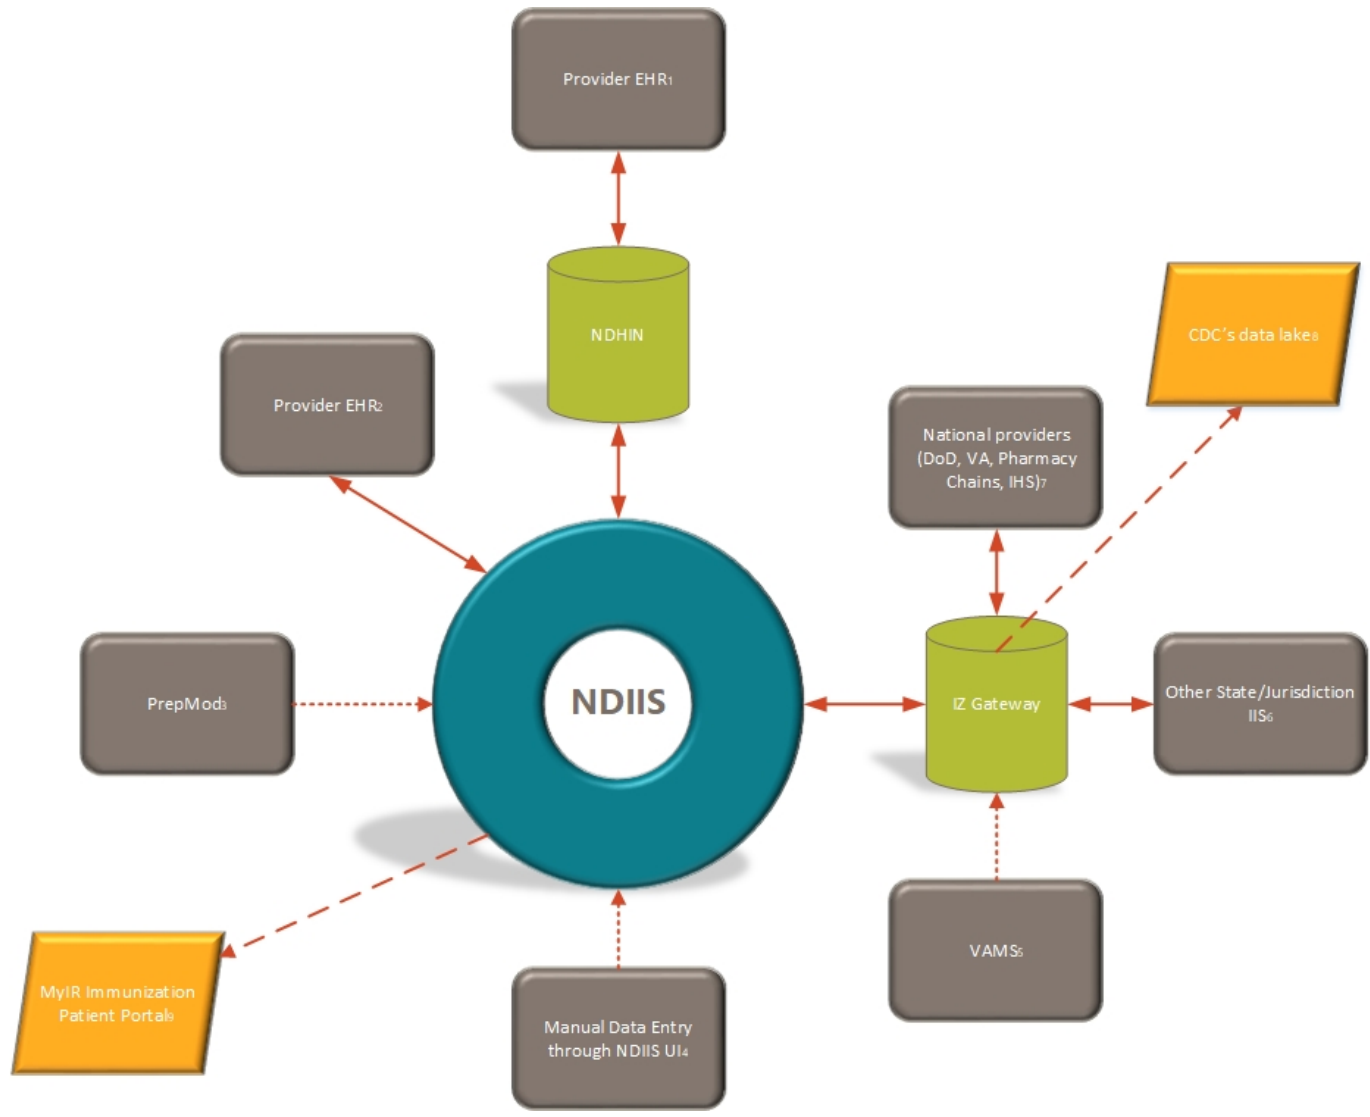 Provider EHR1
NDHIN
CDC's data lake8
Provider EHR2
National providers
(DoD, VA, Pharmacy
Chains, IHS)7
PrepMod3
NDIIS
IZ Gateway
Other State/Jurisdiction
IIS6
VAMS5
MyIR Immunization
Patient Portal9
Manual Data Entry
through NDIIS UI4